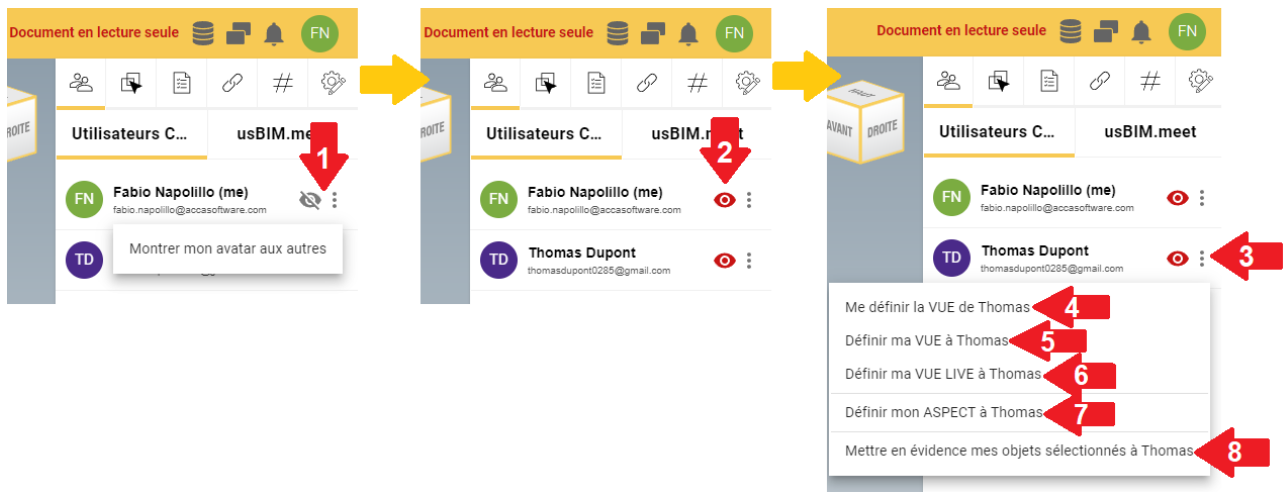 Document en lecture seule FN
Utilisateurs C... usBIM.me
1
ROITE
FN Fabio Napolillo (me)
fabio.napolillo@accasoftware.com
TD
Montrer mon avatar aux autres
Document en lecture seule FN
Utilisateurs C... usBIM.meet
2
ROITE
FN Fabio Napolillo (me)
fabio.napolillo@accasoftware.com
TD Thomas Dupont
thomasdupont0285@gmail.com
Document en lecture seule FN
HAUT
AVANT DROITE
Utilisateurs C... usBIM.meet
FN Fabio Napolillo (me)
fabio.napolillo@accasoftware.com
TD Thomas Dupont
thomasdupont0285@gmail.com
3
Me définir la VUE de Thomas 4
Définir ma VUE à Thomas 5
Définir ma VUE LIVE à Thomas 6
Définir mon ASPECT à Thomas 7
Mettre en évidence mes objets sélectionnés à Thomas 8